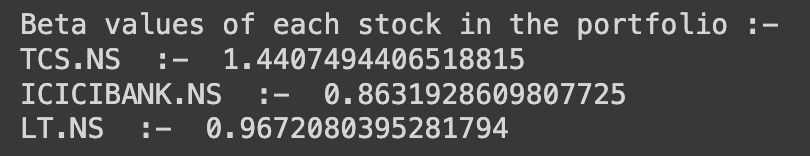 Beta values of each stock in the portfolio :-
TCS.NS  :-  1.4407494406518815
ICICIBANK.NS  :-  0.8631928609807725
LT.NS  :-  0.9672080395281794